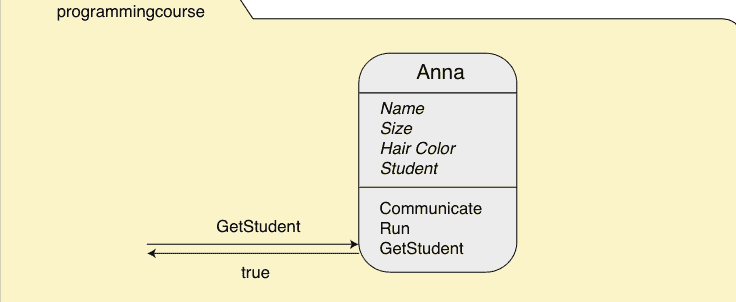 programmingcourse
Anna
Name
Size
Hair Color
Student
Communicate
Run
GetStudent
GetStudent
true